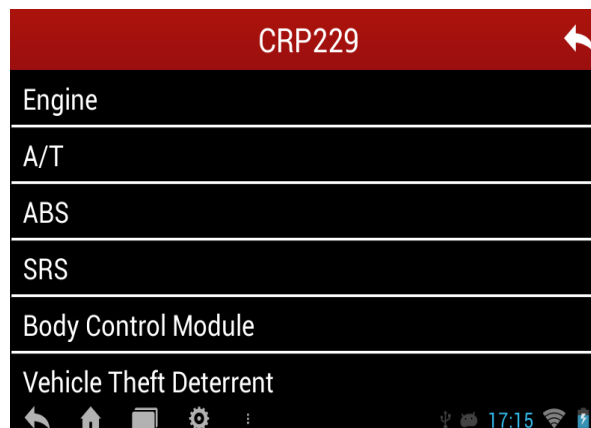 CRP229
Engine
A/T
ABS
SRS
Body Control Module
Vehicle Theft Deterrent
17:15